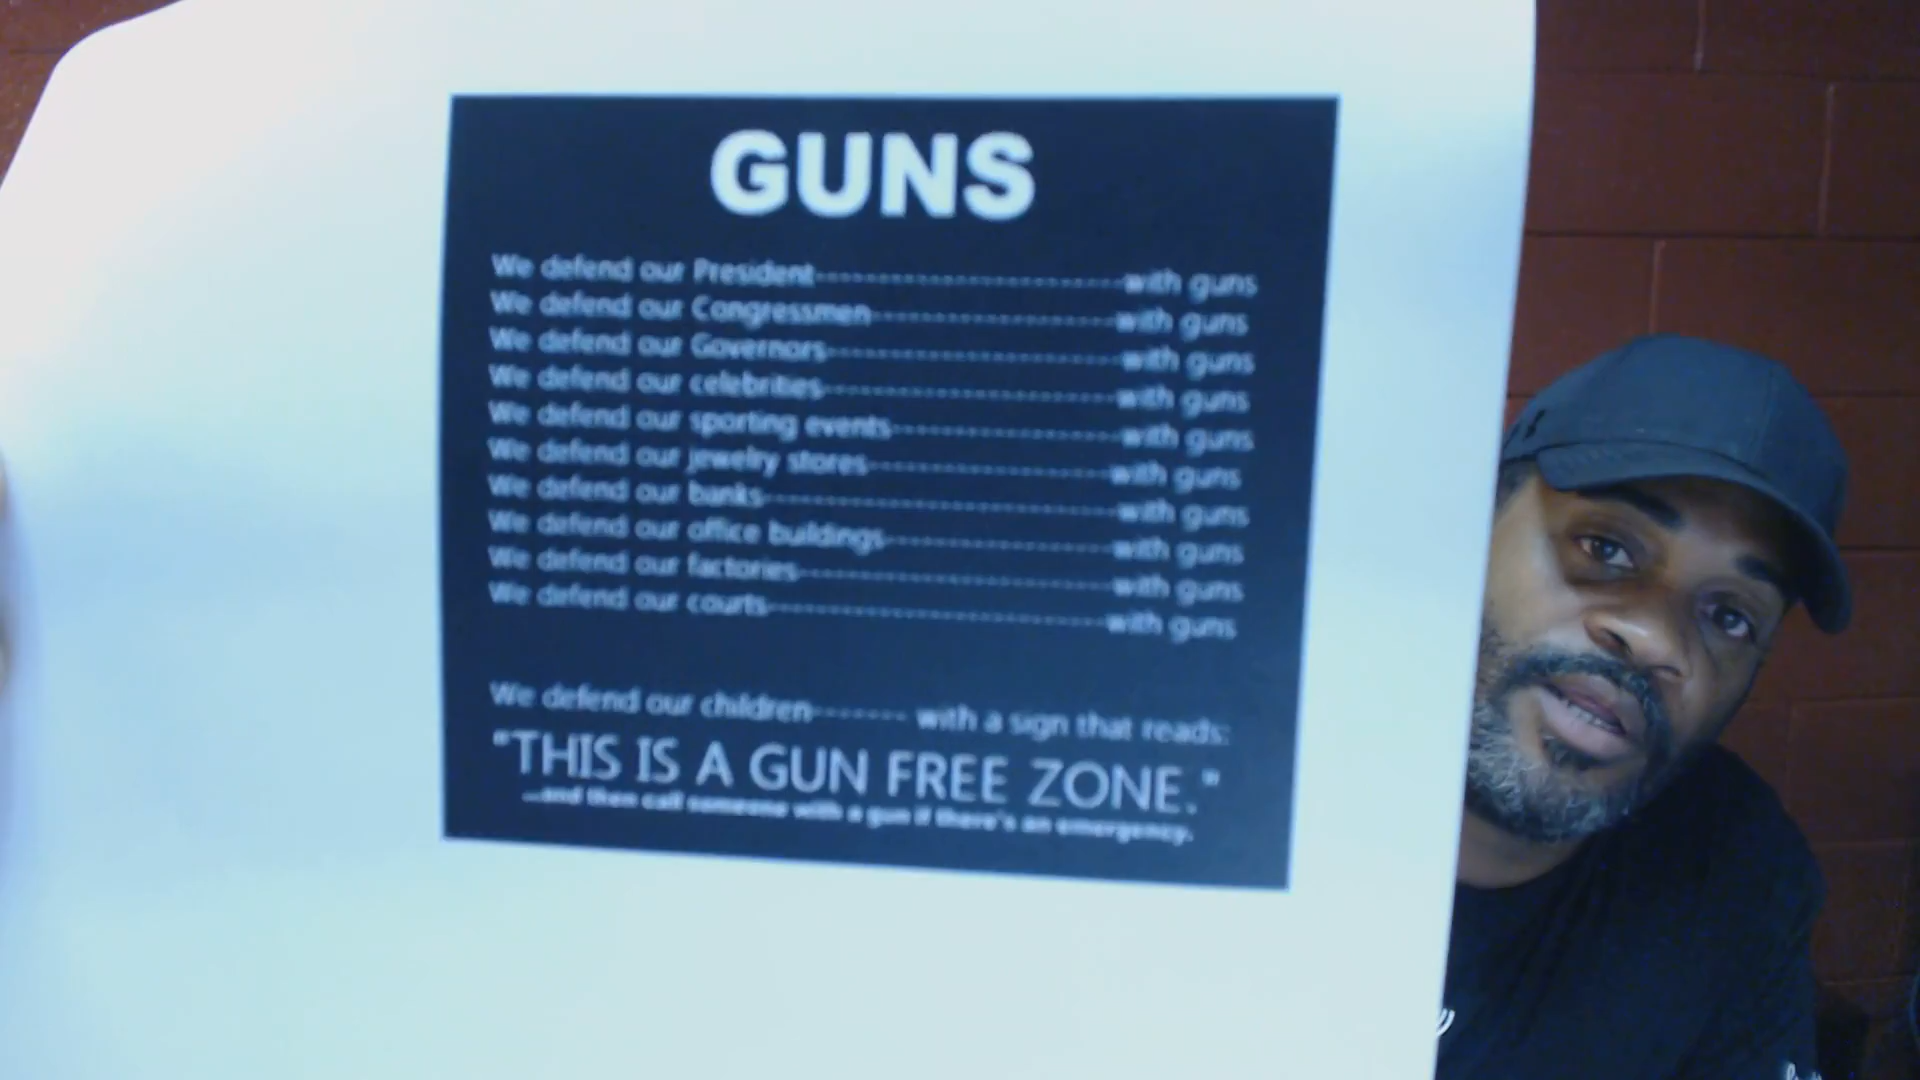 GUNS
We defend our President------------------------------------with guns
We defend our Congressmen----------------------------with guns
We defend our Governors----------------------------------with guns
We defend our celebrities----------------------------------with guns
We defend our sporting events---------------------------with guns
We defend our jewelry stores----------------------------with guns
We defend our banks-----------------------------------------with guns
We defend our office buildings--------------------------with guns
We defend our factories------------------------------------with guns
We defend our courts---------------------------------------with guns
We defend our children------- with a sign that reads:
"THIS IS A GUN FREE ZONE."
...and then call someone with a gun if there's an emergency.